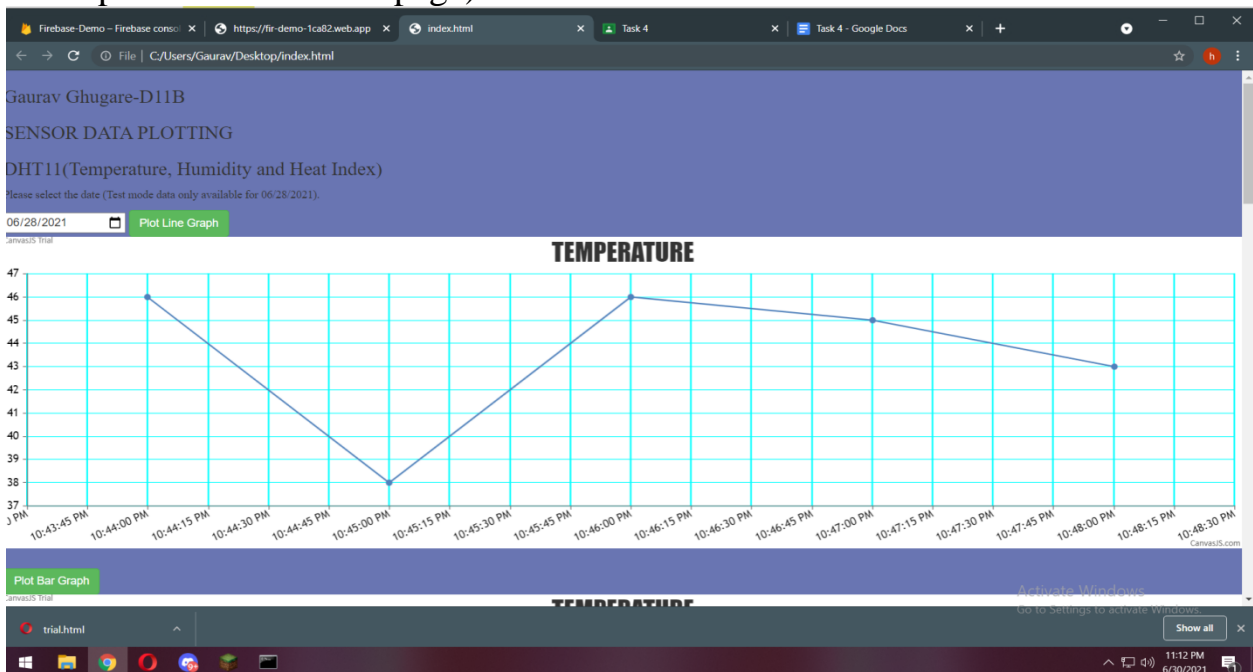 Firebase-Demo – Firebase consol
https://fir-demo-1ca82.web.app
index.html
Task 4
Task 4 - Google Docs
File | C:/Users/Gaurav/Desktop/index.html
h
Gaurav Ghugare-D11B
SENSOR DATA PLOTTING
DHT11(Temperature, Humidity and Heat Index)
Please select the date (Test mode data only available for 06/28/2021).
06/28/2021 Plot Line Graph
CanvasJS Trial
TEMPERATURE
47
46
45
44
43
42
41
40
39
38
37
PM 10:43:45 PM 10:44:00 PM 10:44:15 PM 10:44:30 PM 10:44:45 PM 10:45:00 PM 10:45:15 PM 10:45:30 PM 10:45:45 PM 10:46:00 PM 10:46:15 PM 10:46:30 PM 10:46:45 PM 10:47:00 PM 10:47:15 PM 10:47:30 PM 10:47:45 PM 10:48:00 PM 10:48:15 PM 10:48:30 PM
CanvasJS.com
Plot Bar Graph
CanvasJS Trial
TEMPERATURE
Activate Windows
Go to Settings to activate Windows.
trial.html
Show all
11:12 PM
6/30/2021